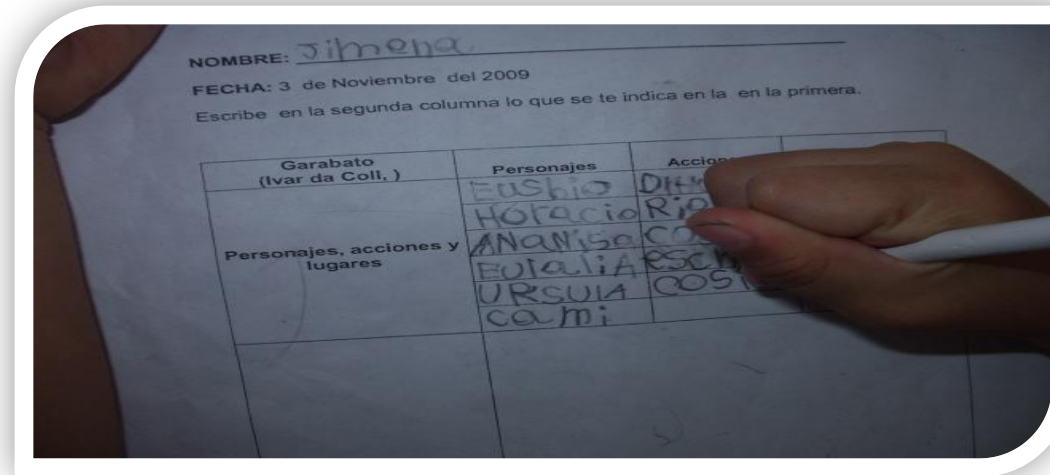 NOMBRE: Jimena
FECHA: 3 de Noviembre del 2009
Escribe en la segunda columna lo que se te indica en la en la primera.
Garabato Personajes
(Ivar da Coll, )
Personajes, acciones y lugares
Eusbio
Horacio
ANANisa
EulaliA
URSULA
cami